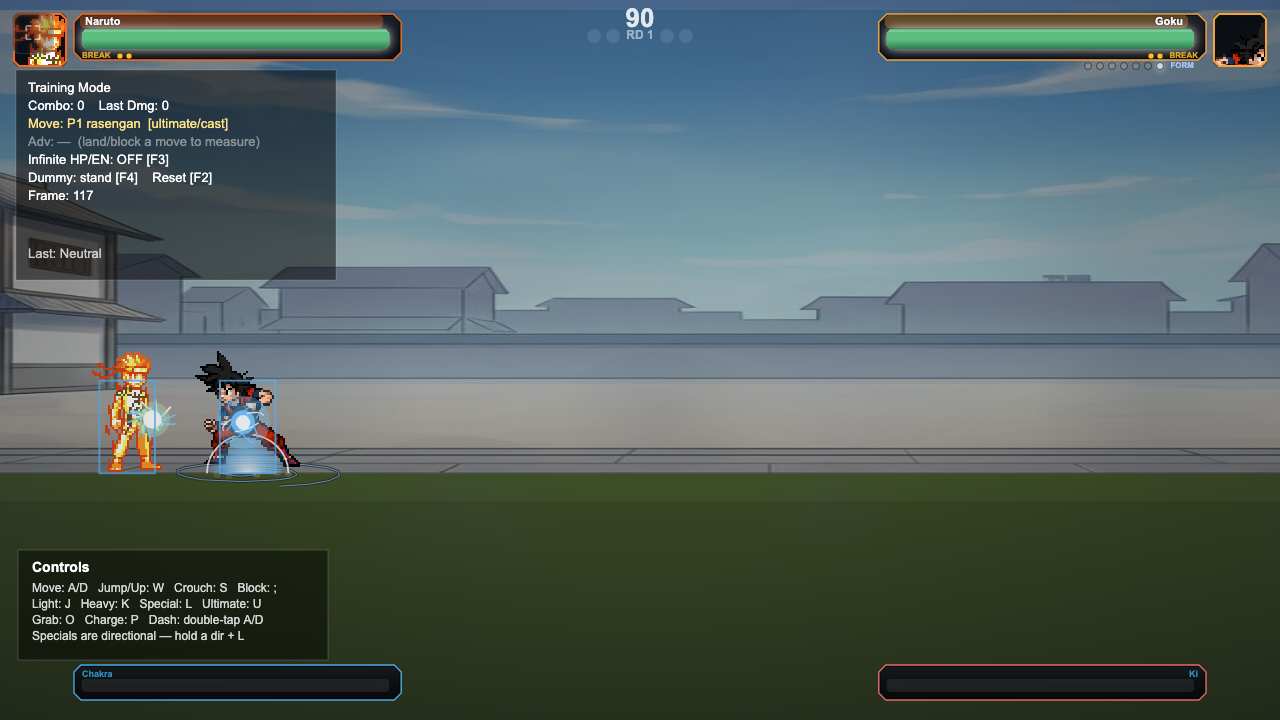 Naruto
BREAK
90
RD 1
Goku
BREAK
FORM
Training Mode
Combo: 0    Last Dmg: 0
Move: P1 rasengan  [ultimate/cast]
Adv: —  (land/block a move to measure)
Infinite HP/EN: OFF [F3]
Dummy: stand [F4]    Reset [F2]
Frame: 117
Last: Neutral
Controls
Move: A/D   Jump/Up: W   Crouch: S   Block: ;
Light: J   Heavy: K   Special: L   Ultimate: U
Grab: O   Charge: P   Dash: double-tap A/D
Specials are directional — hold a dir + L
Chakra
Ki